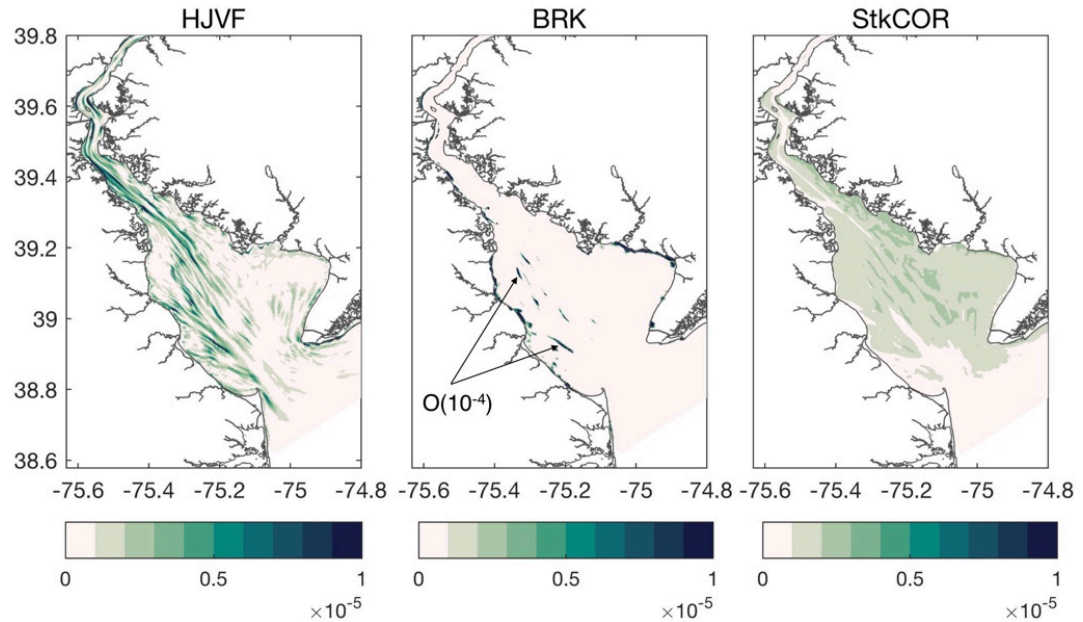 HJVF BRK StkCOR
39.8
39.6
39.4
39.2
39
38.8
38.6
O(10⁻⁴)
-75.6 -75.4 -75.2 -75 -74.8 -75.6 -75.4 -75.2 -75 -74.8 -75.6 -75.4 -75.2 -75 -74.8
0 0.5 1 0 0.5 1 0 0.5 1
×10⁻⁵ ×10⁻⁵ ×10⁻⁵